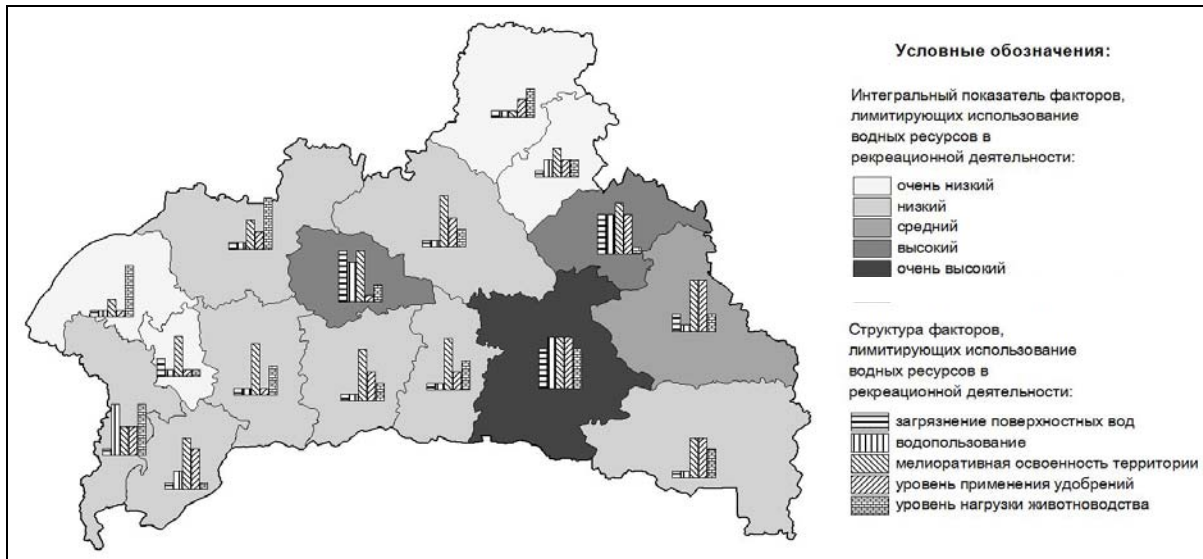 Условные обозначения:
Интегральный показатель факторов,
лимитирующих использование
водных ресурсов в
рекреационной деятельности:
очень низкий
низкий
средний
высокий
очень высокий
Структура факторов,
лимитирующих использование
водных ресурсов в
рекреационной деятельности:
загрязнение поверхностных вод
водопользование
мелиоративная освоенность территории
уровень применения удобрений
уровень нагрузки животноводства